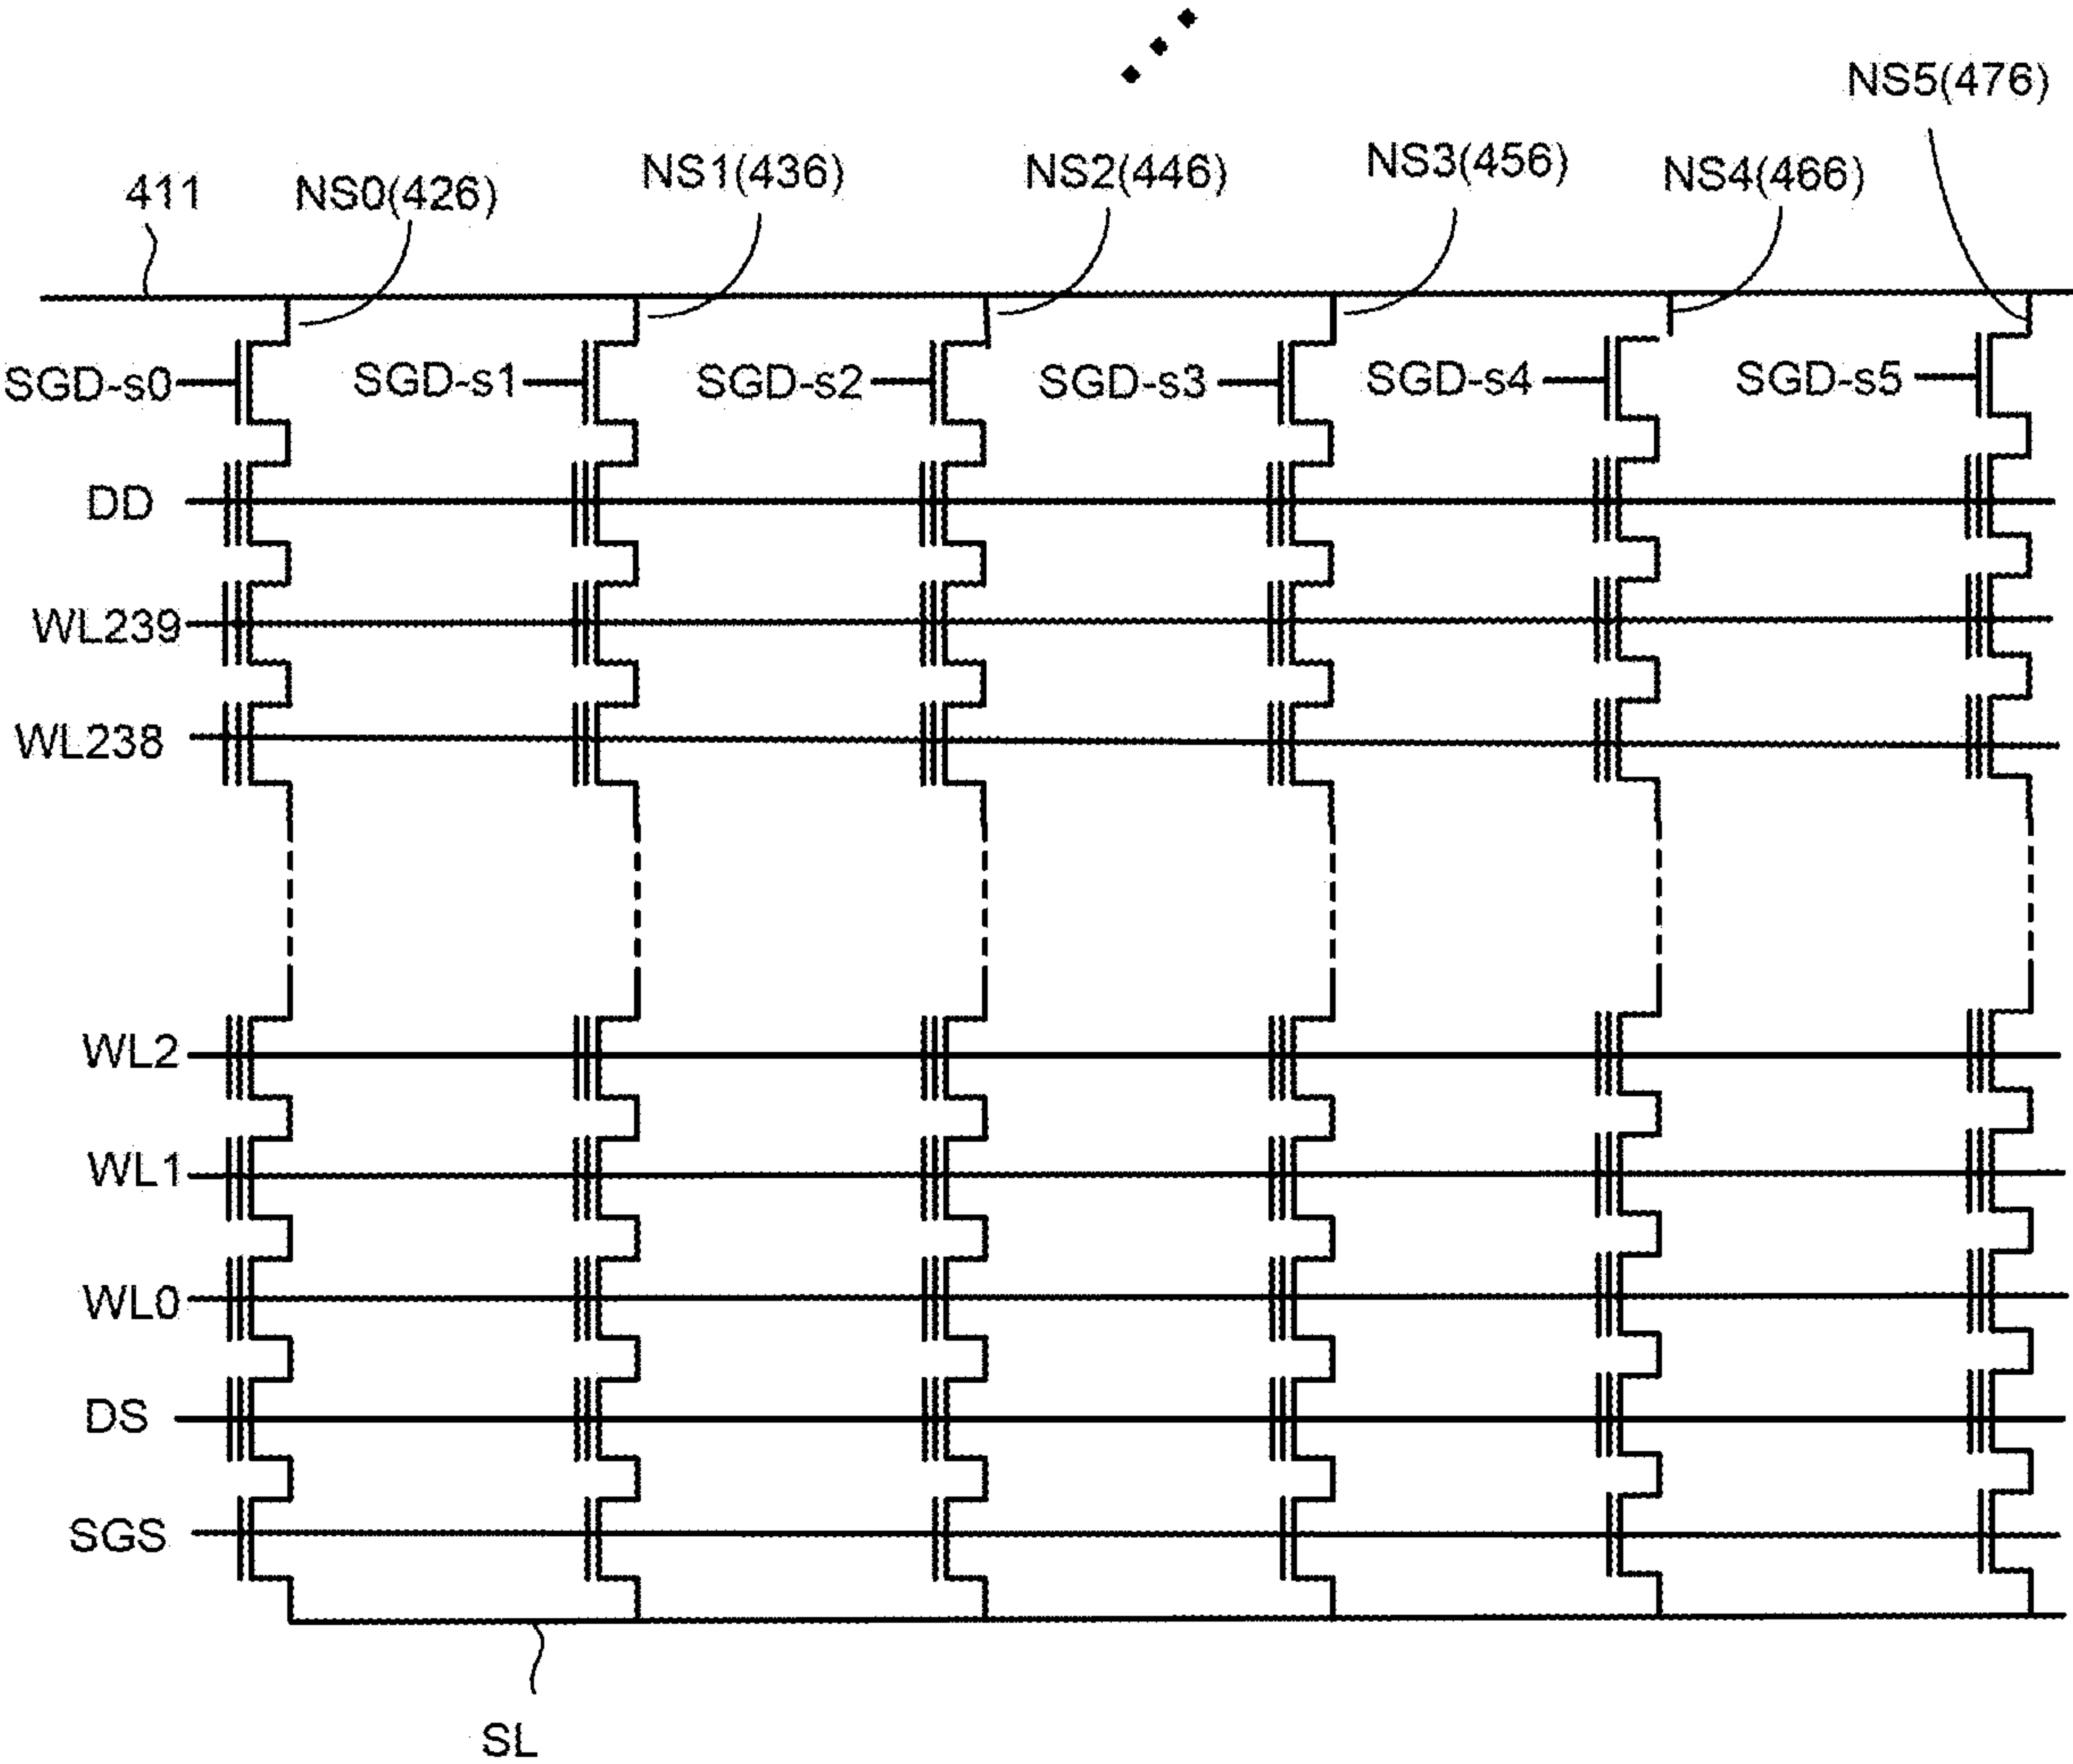 NS5(476)
NS3(456)
NS1(436)
NS2(446)
NS4(466)
411
NS0(426)
SGD-s0
SGD-s1
SGD-s2
SGD-s3
SGD-s4
SGD-s5
DD
WL239
WL238
WL2
WL1
WL0
DS
SGS
SL